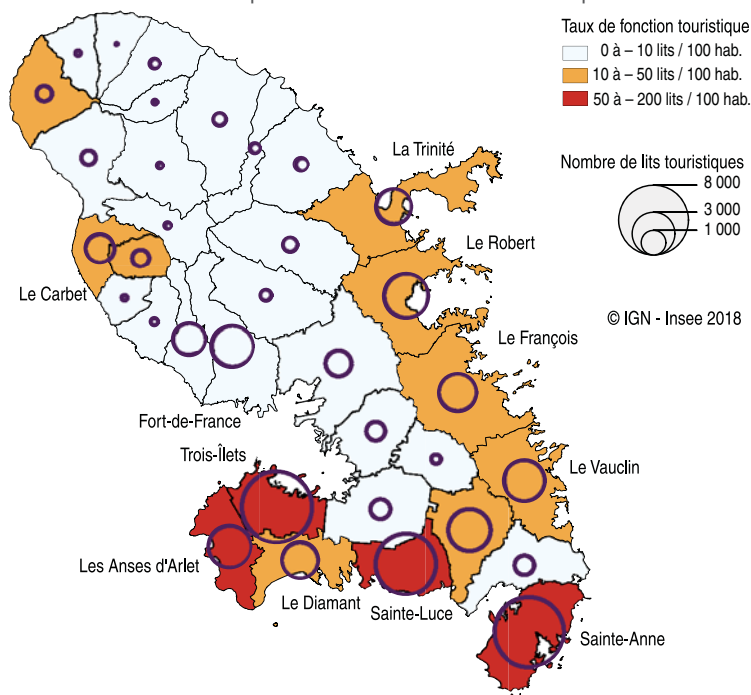 Taux de fonction touristique
0 à – 10 lits / 100 hab.
10 à – 50 lits / 100 hab.
50 à – 200 lits / 100 hab.
La Trinité
Nombre de lits touristiques
8 000
3 000
1 000
Le Robert
Le Carbet
© IGN - Insee 2018
Le François
Fort-de-France
Trois-Îlets
Le Vauclin
Les Anses d'Arlet
Le Diamant
Sainte-Luce
Sainte-Anne